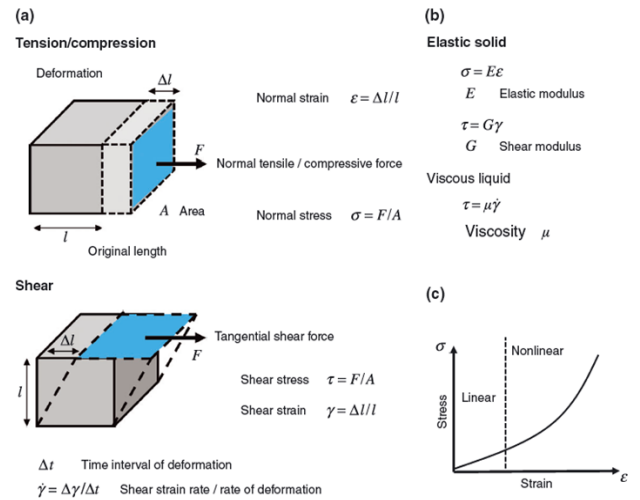 (a)
Tension/compression
Deformation
Δl
Normal strain ε = Δl/l
F
Normal tensile / compressive force
A Area
Normal stress σ = F/A
l
Original length
Shear
Δl
Tangential shear force
F
l
Shear stress τ = F/A
Shear strain γ = Δl/l
Δt Time interval of deformation
γ̇ = Δγ/Δt Shear strain rate / rate of deformation
(b)
Elastic solid
σ = Eε
E Elastic modulus
τ = Gγ
G Shear modulus
Viscous liquid
τ = μγ̇
Viscosity μ
(c)
σ
Nonlinear
Linear
Stress
Strain
ε